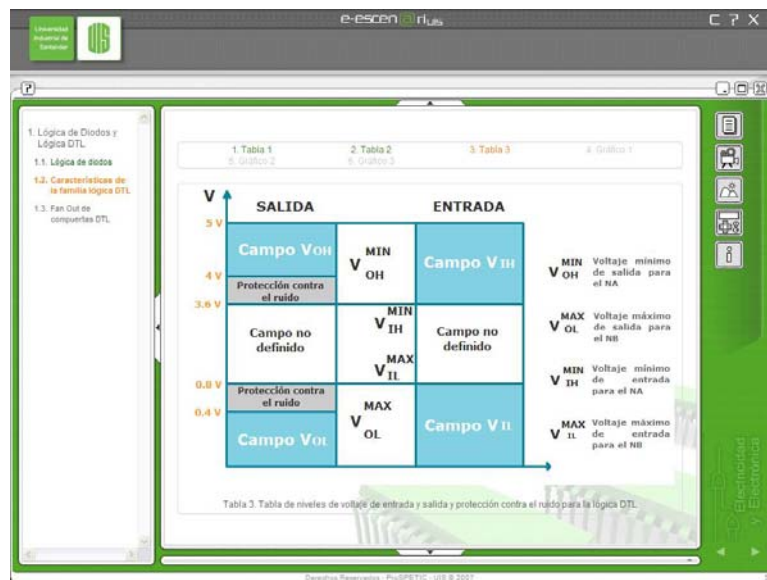 Universidad
Industrial de
Santander
UIS
e-escen@rius
C ? X
?
1. Lógica de Diodos y
Lógica DTL
1.1. Lógica de diodos
1.2. Características de
la familia lógica DTL
1.3. Fan Out de
compuertas DTL
1. Tabla 1
2. Tabla 2
3. Tabla 3
4. Gráfico 1
5. Gráfico 2
6. Gráfico 3
V
SALIDA
ENTRADA
5 V
Campo VOH
V MIN OH
Campo VIH
4 V
Protección contra
el ruido
3.6 V
V MIN IH
Campo no
definido
Campo no
definido
V MAX IL
0.8 V
Protección contra
el ruido
0.4 V
V MAX OL
Campo VOL
Campo VIL
V MIN OH Voltaje mínimo
de salida para
el NA
V MAX OL Voltaje máximo
de salida para
el NB
V MIN IH Voltaje mínimo
de entrada
para el NA
V MAX IL Voltaje máximo
de entrada
para el NB
Tabla 3. Tabla de niveles de voltaje de entrada y salida y protección contra el ruido para la lógica DTL
Electricidad
y Electrónica
Derechos Reservados - ProSPETIC - UIS © 2007